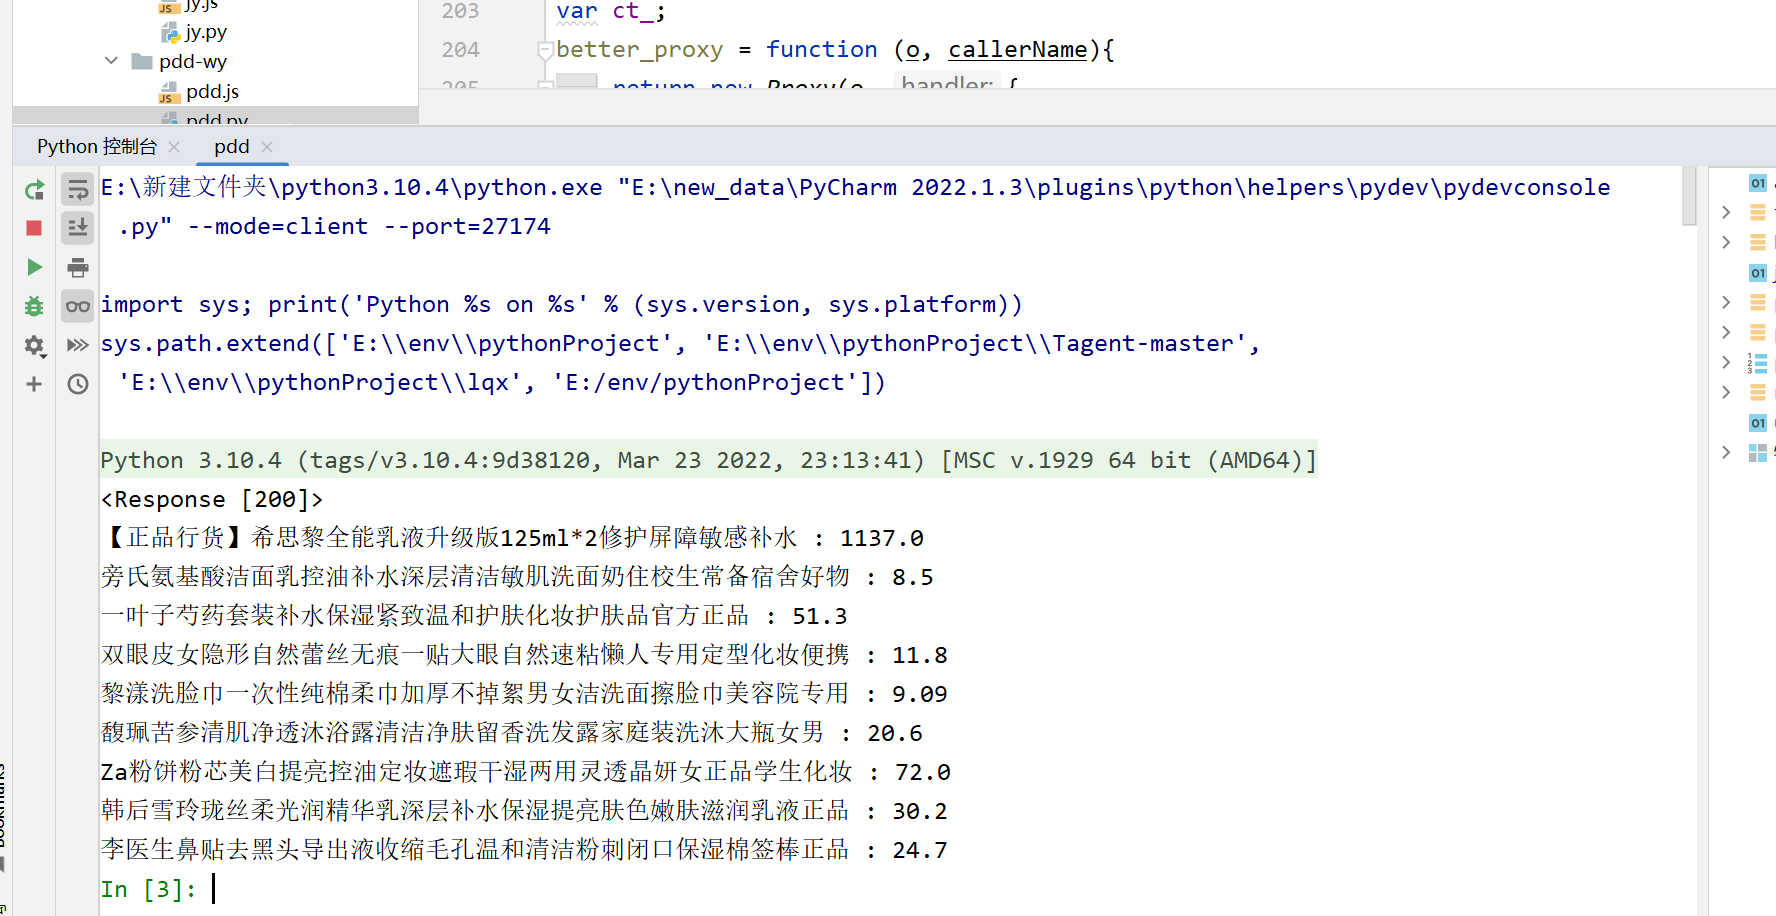 jy.js
jy.py
pdd-wy
pdd.js
pdd.py
203 var ct_;
204 better_proxy = function (o, callerName){
205 return new Proxy(o, handler: {
Python 控制台
pdd
E:\新建文件夹\python3.10.4\python.exe "E:\new_data\PyCharm 2022.1.3\plugins\python\helpers\pydev\pydevconsole
.py" --mode=client --port=27174
import sys; print('Python %s on %s' % (sys.version, sys.platform))
sys.path.extend(['E:\\env\\pythonProject', 'E:\\env\\pythonProject\\Tagent-master',
'E:\\env\\pythonProject\\lqx', 'E:/env/pythonProject'])
Python 3.10.4 (tags/v3.10.4:9d38120, Mar 23 2022, 23:13:41) [MSC v.1929 64 bit (AMD64)]
<Response [200]>
【正品行货】希思黎全能乳液升级版125ml*2修护屏障敏感补水 : 1137.0
旁氏氨基酸洁面乳控油补水深层清洁敏肌洗面奶住校生常备宿舍好物 : 8.5
一叶子芍药套装补水保湿紧致温和护肤化妆护肤品官方正品 : 51.3
双眼皮女隐形自然蕾丝无痕一贴大眼自然速粘懒人专用定型化妆便携 : 11.8
黎漾洗脸巾一次性纯棉柔巾加厚不掉絮男女洁洗面擦脸巾美容院专用 : 9.09
馥珮苦参清肌净透沐浴露清洁净肤留香洗发露家庭装洗沐大瓶女男 : 20.6
Za粉饼粉芯美白提亮控油定妆遮瑕干湿两用灵透晶妍女正品学生化妆 : 72.0
韩后雪玲珑丝柔光润精华乳深层补水保湿提亮肤色嫩肤滋润乳液正品 : 30.2
李医生鼻贴去黑头导出液收缩毛孔温和清洁粉刺闭口保湿棉签棒正品 : 24.7
In [3]:
Bookmarks